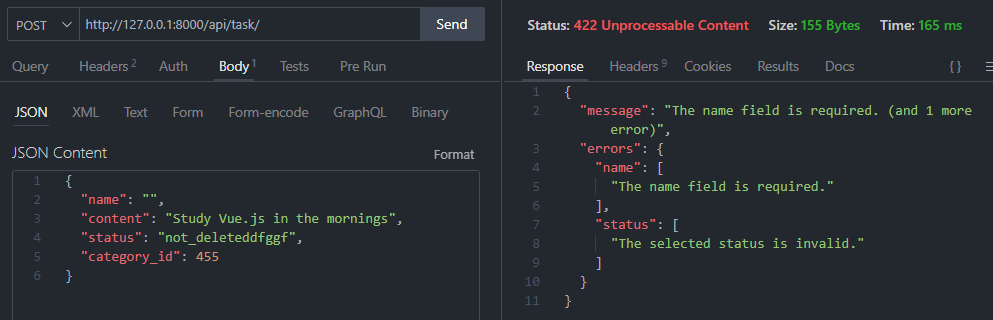 POST http://127.0.0.1:8000/api/task/ Send
Query Headers 2 Auth Body 1 Tests Pre Run
JSON XML Text Form Form-encode GraphQL Binary
JSON Content Format
1 {
2 "name": "",
3 "content": "Study Vue.js in the mornings",
4 "status": "not_deleteddfggf",
5 "category_id": 455
6 }
Status: 422 Unprocessable Content Size: 155 Bytes Time: 165 ms
Response Headers 9 Cookies Results Docs { }
1 {
2 "message": "The name field is required. (and 1 more
error)",
3 "errors": {
4 "name": [
5 "The name field is required."
6 ],
7 "status": [
8 "The selected status is invalid."
9 ]
10 }
11 }